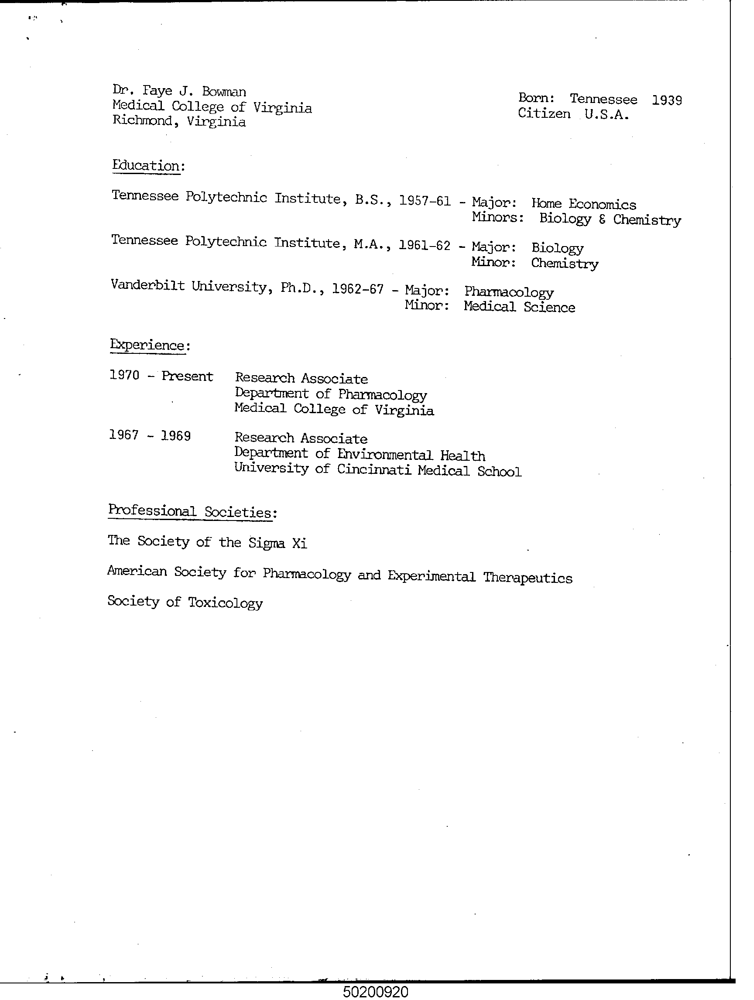 Dr. Faye J. Bowman
Medical College of Virginia
Richmond, Virginia
Born: Tennessee 1939
Citizen U.S.A.
Education:
Tennessee Polytechnic Institute, B.S., 1957-61 - Major: Home Economics
Minors: Biology & Chemistry
Tennessee Polytechnic Institute, M.A., 1961-62 - Major: Biology
Minor: Chemistry
Vanderbilt University, Ph.D., 1962-67 - Major: Pharmacology
Minor: Medical Science
Experience:
1970 - Present Research Associate
Department of Pharmacology
Medical College of Virginia
1967 - 1969 Research Associate
Department of Environmental Health
University of Cincinnati Medical School
Professional Societies:
The Society of the Sigma Xi
American Society for Pharmacology and Experimental Therapeutics
Society of Toxicology
50200920